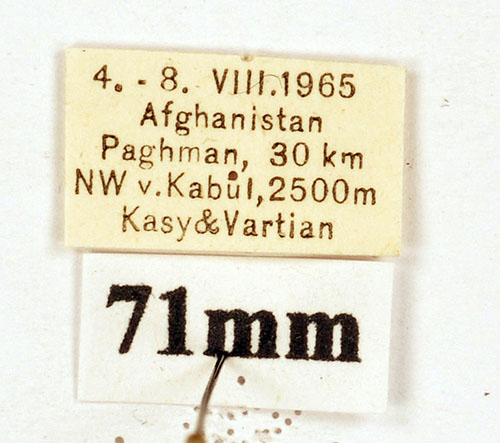 4. - 8. VIII.1965
Afghanistan
Paghman, 30 km
NW v.Kabul,2500m
Kasy&Vartian
71mm